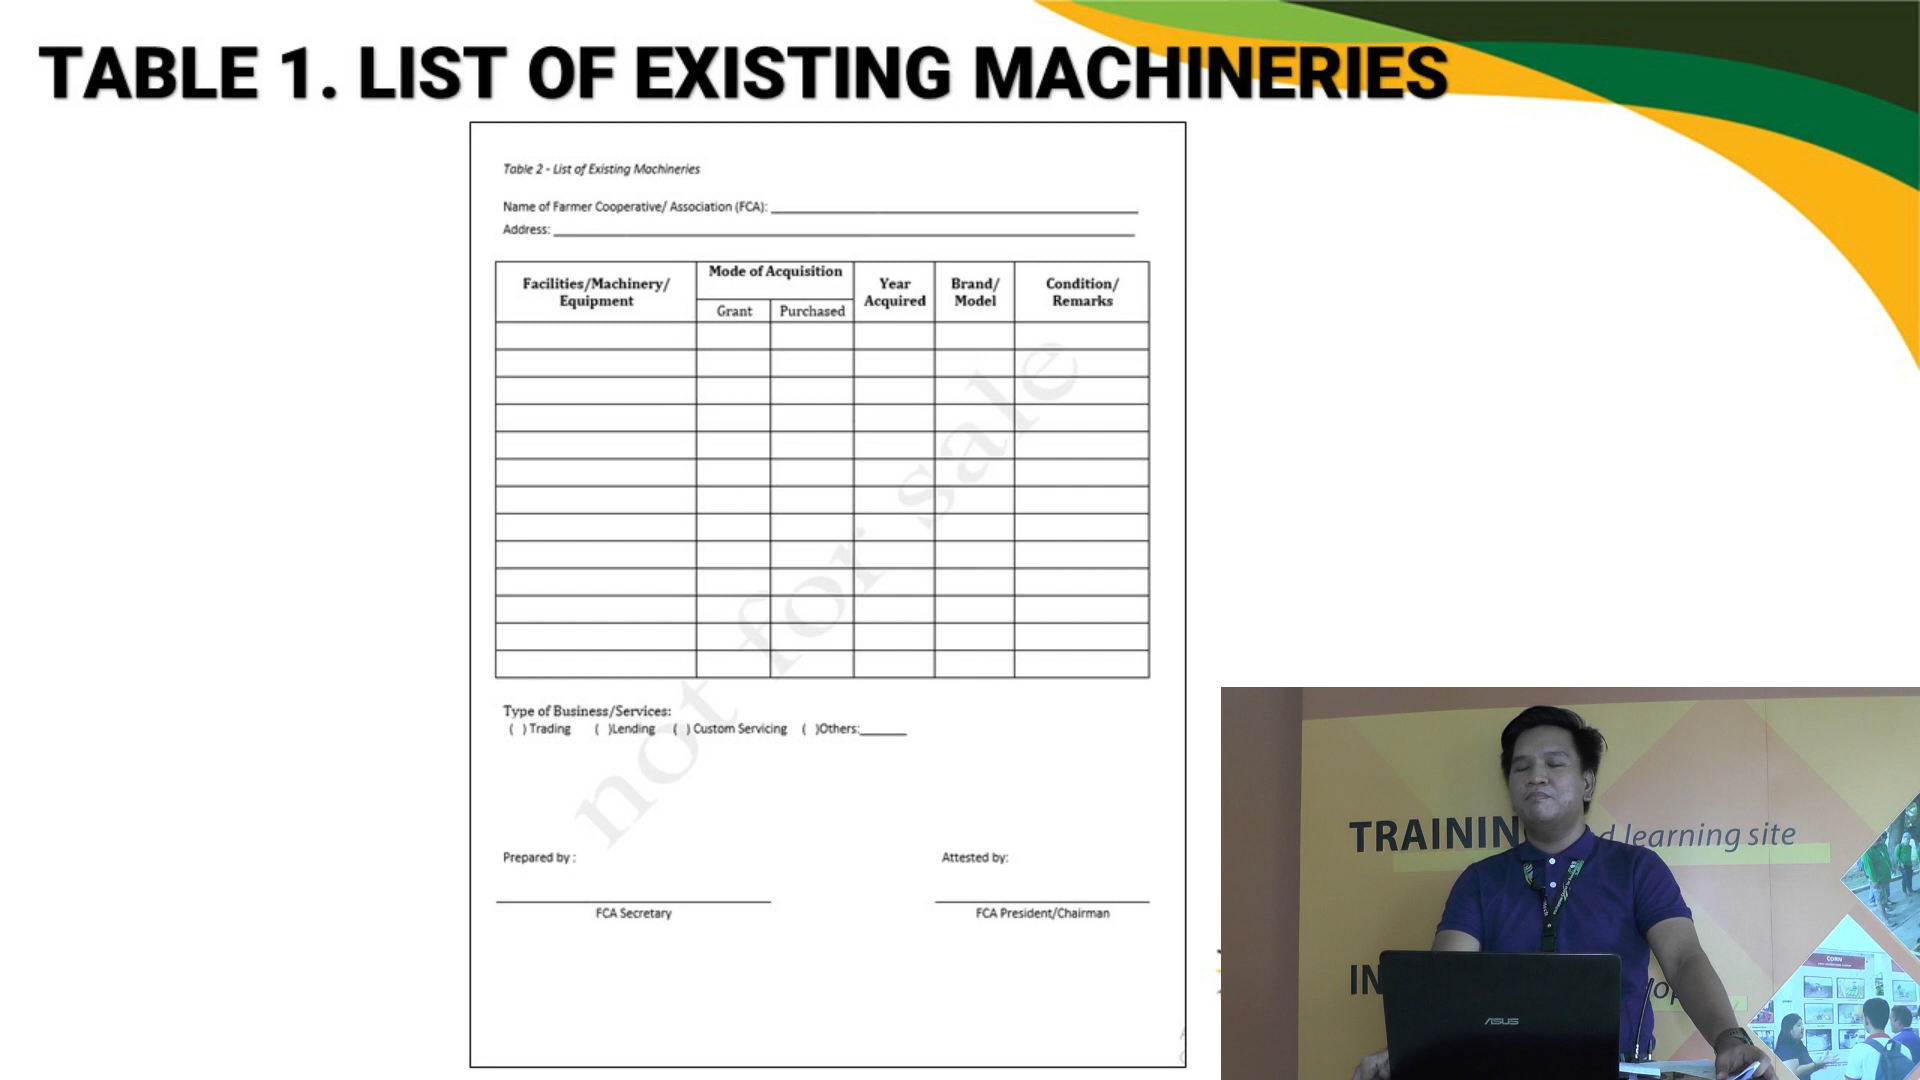 TABLE 1. LIST OF EXISTING MACHINERIES
Table 2 - List of Existing Machineries
Name of Farmer Cooperative/ Association (FCA):
Address:
Facilities/Machinery/
Equipment
Mode of Acquisition
Grant
Purchased
Year
Acquired
Brand/
Model
Condition/
Remarks
not for sale
Type of Business/Services:
( ) Trading ( )Lending ( ) Custom Servicing ( )Others:______
Prepared by :
Attested by:
FCA Secretary
FCA President/Chairman
TRAININ d learning site
IN lop
CORN
ASUS